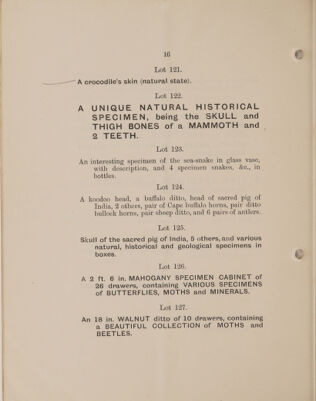 16
Lot 121.
A crocodile's skin (natural state).
Lot 122.
A UNIQUE NATURAL HISTORICAL
SPECIMEN, being the SKULL and
THIGH BONES of a MAMMOTH and
2 TEETH.
Lot 123.
An interesting specimen of the sea-snake in glass vase,
with description, and 4 specimen snakes, &c., in
bottles.
Lot 124.
A koodoo head, a buffalo ditto, head of sacred pig of
India, 2 others, pair of Cape buffalo horns, pair ditto
bullock horns, pair sheep ditto, and 6 pairs of antlers.
Lot 125.
Skull of the sacred pig of India, 5 others, and various
natural, historical and geological specimens in
boxes.
Lot 126.
A 2 ft. 6 in. MAHOGANY SPECIMEN CABINET of
26 drawers, containing VARIOUS SPECIMENS
of BUTTERFLIES, MOTHS and MINERALS.
Lot 127.
An 18 in. WALNUT ditto of 10 drawers, containing
a BEAUTIFUL COLLECTION of MOTHS and
BEETLES.